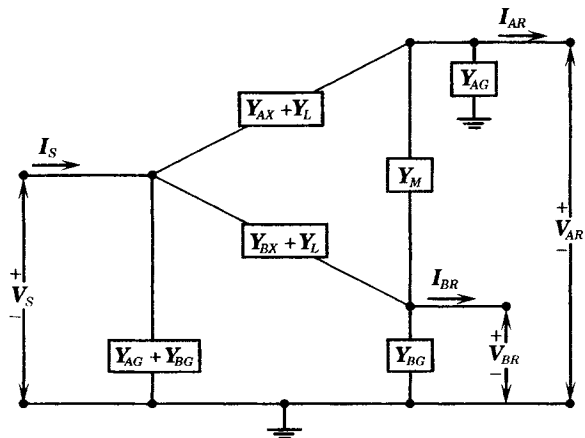 I_AR
Y_AG
Y_AX + Y_L
I_S
Y_M
+
V_AR
−
Y_BX + Y_L
I_BR
+
V_S
−
Y_AG + Y_BG
Y_BG
+
V_BR
−